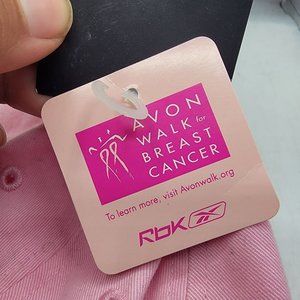 AVON
WALK for
BREAST
CANCER
To learn more, visit Avonwalk.org
RbK